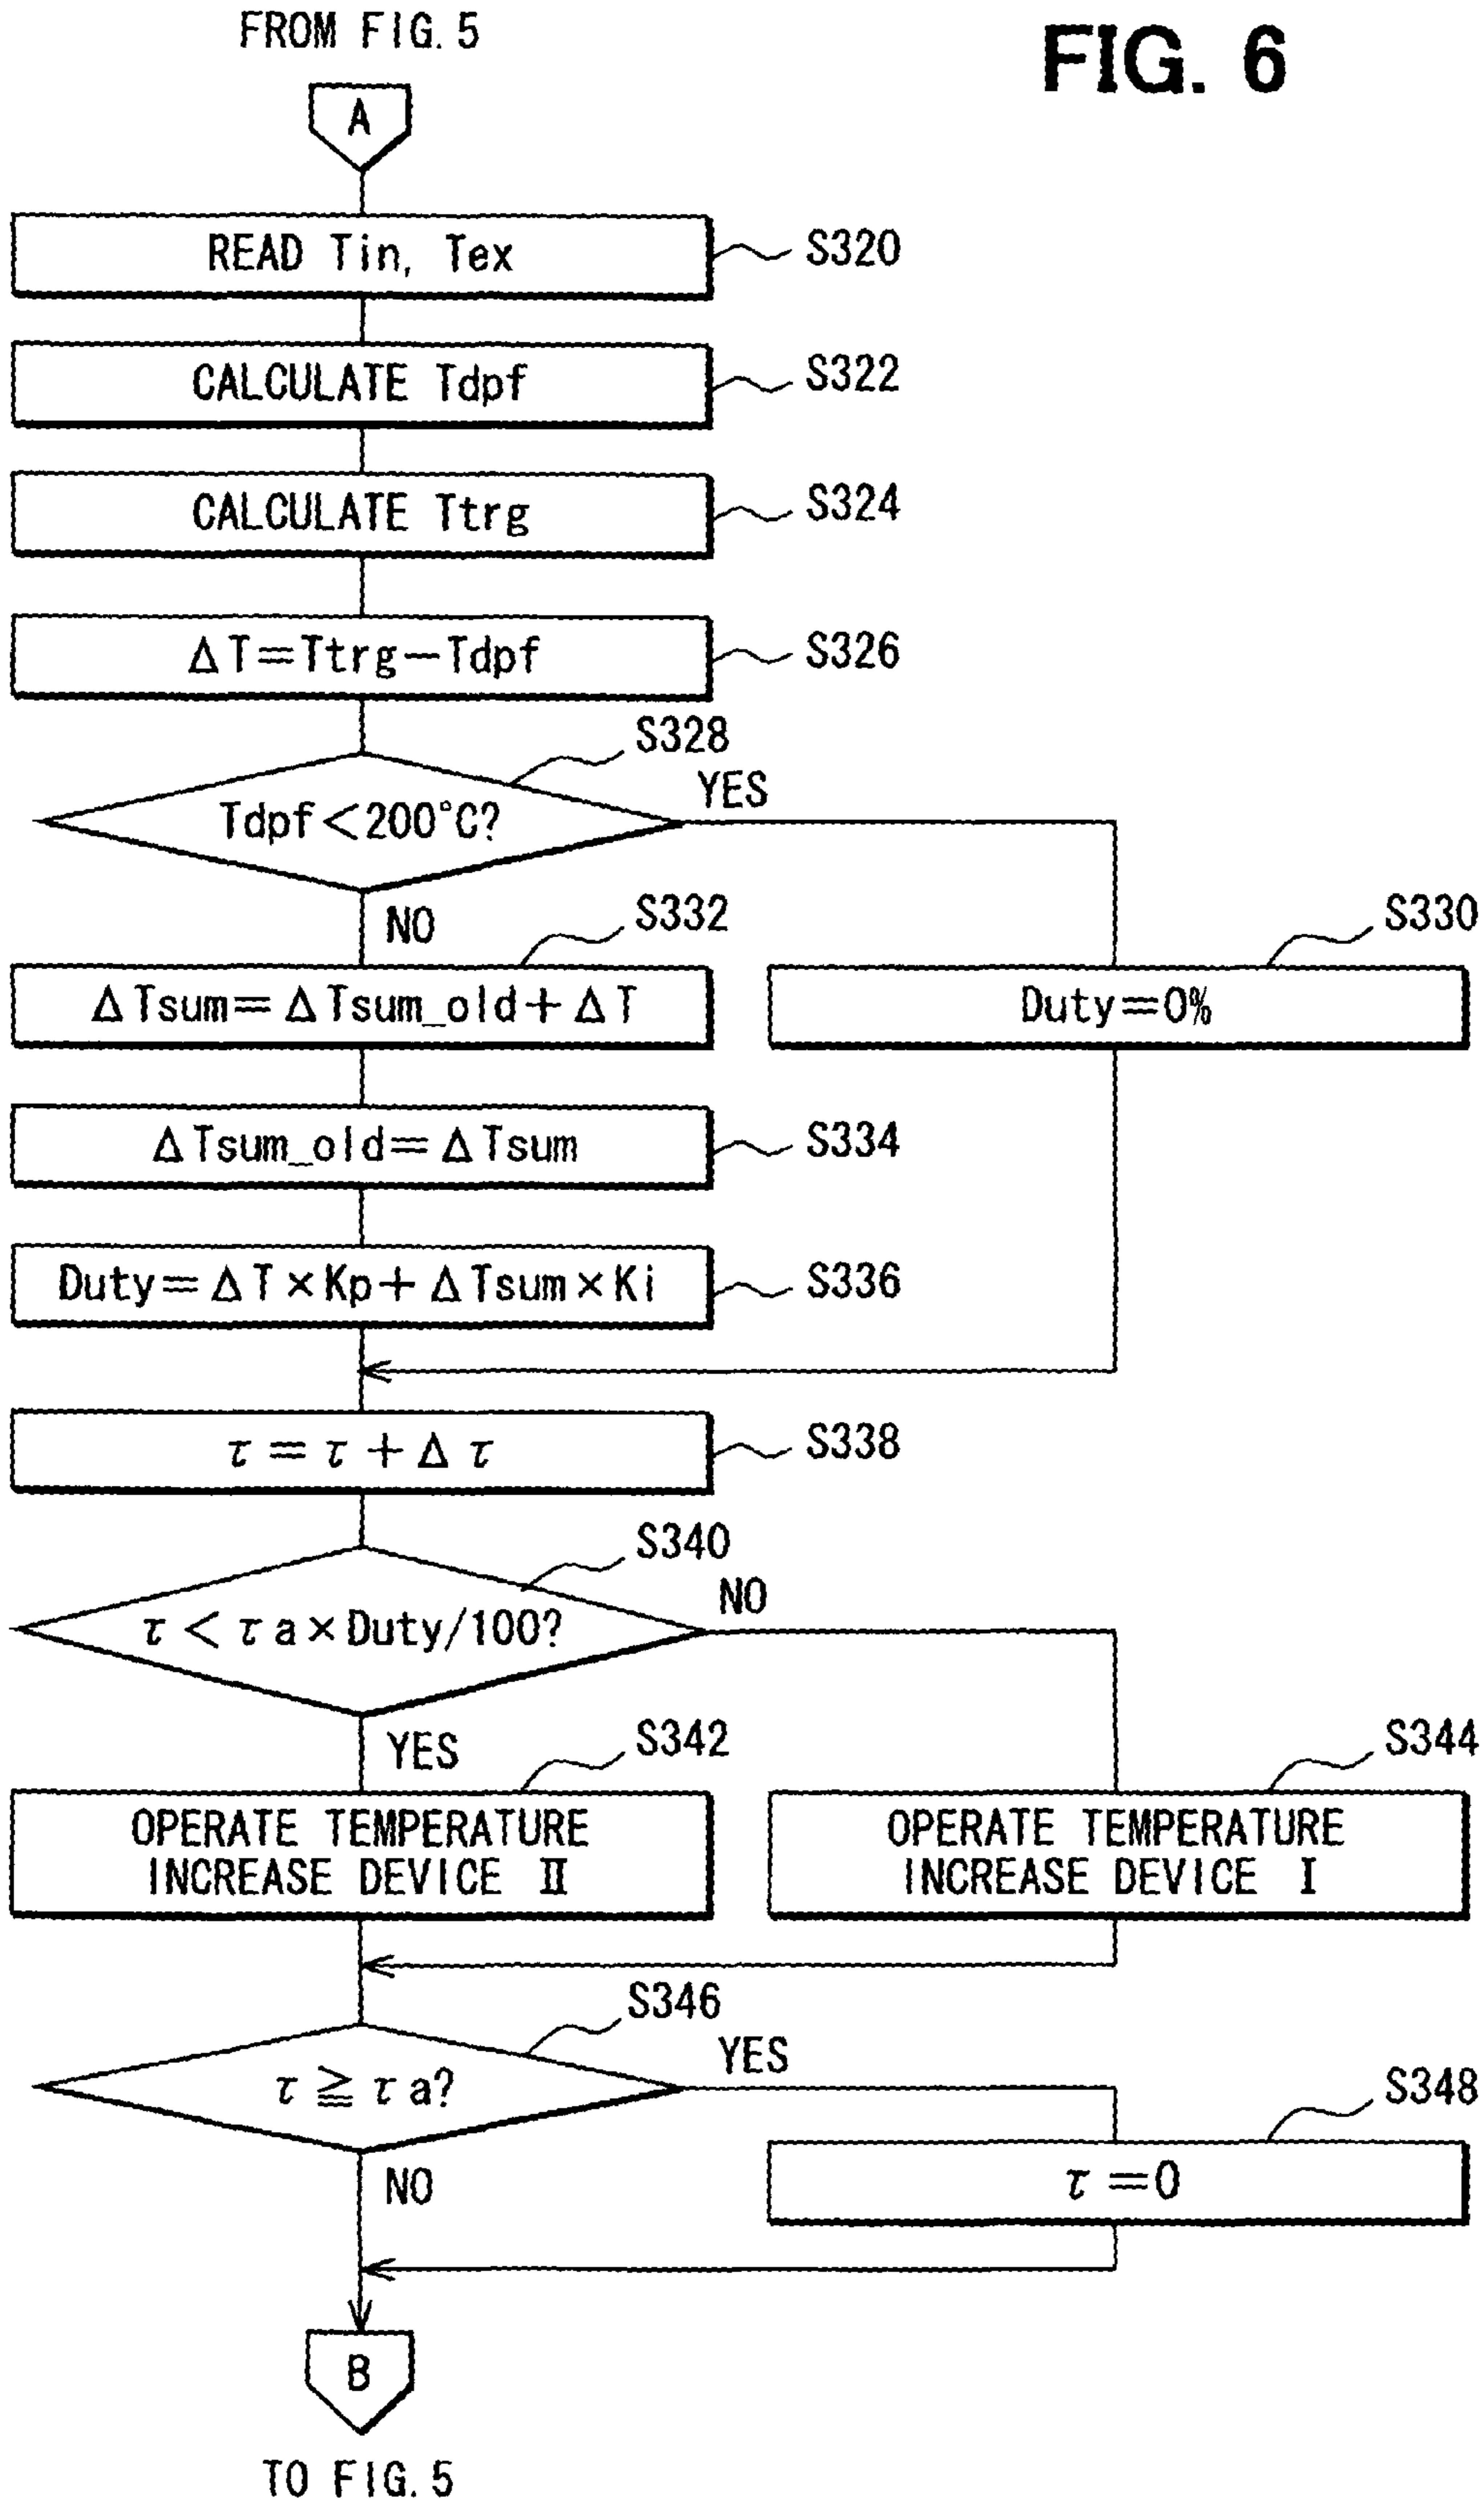 FROM FIG. 5
FIG. 6
A
READ Tin, Tex
S320
CALCULATE Tdpf
S322
CALCULATE Ttrg
S324
ΔT=Ttrg-Tdpf
S326
S328
Tdpf<200°C?
YES
NO
S332
S330
ΔTsum=ΔTsum_old+ΔT
Duty=0%
ΔTsum_old=ΔTsum
S334
Duty=ΔT×Kp+ΔTsum×Ki
S336
τ=τ+Δτ
S338
S340
τ<τa×Duty/100?
NO
YES
S342
S344
OPERATE TEMPERATURE
INCREASE DEVICE Ⅱ
OPERATE TEMPERATURE
INCREASE DEVICE Ⅰ
S346
τ≧τa?
YES
S348
NO
τ=0
B
TO FIG. 5